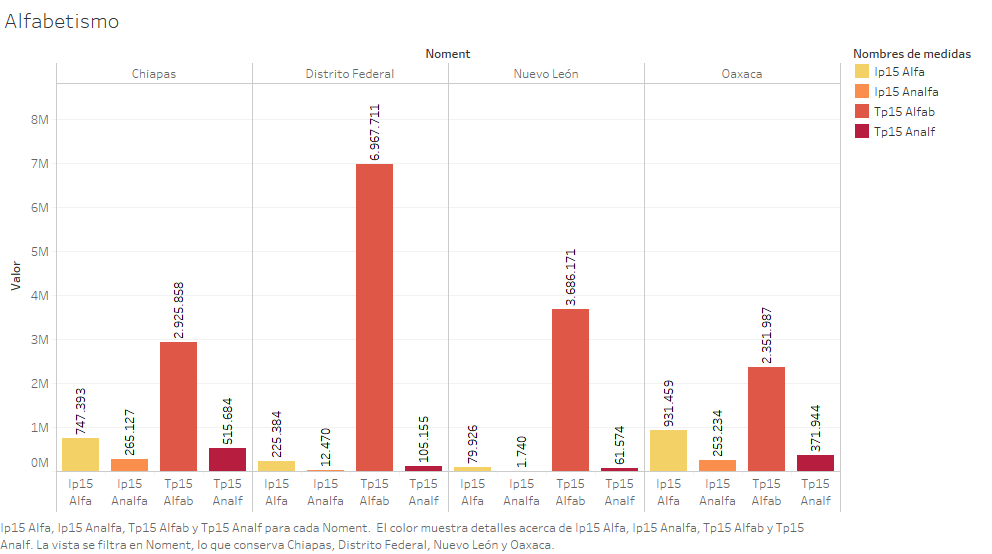 Alfabetismo
Noment
Nombres de medidas
Chiapas
Distrito Federal
Nuevo León
Oaxaca
Ip15 Alfa
Ip15 Analfa
Tp15 Alfab
Tp15 Analf
Valor
8M
7M
6M
5M
4M
3M
2M
1M
0M
747.393
265.127
2.925.858
515.684
225.384
12.470
6.967.711
105.155
79.926
1.740
3.686.171
61.574
931.459
253.234
2.351.987
371.944
Ip15 Ip15 Tp15 Tp15 Ip15 Ip15 Tp15 Tp15 Ip15 Ip15 Tp15 Tp15 Ip15 Ip15 Tp15 Tp15
Alfa Analfa Alfab Analf Alfa Analfa Alfab Analf Alfa Analfa Alfab Analf Alfa Analfa Alfab Analf
Ip15 Alfa, Ip15 Analfa, Tp15 Alfab y Tp15 Analf para cada Noment. El color muestra detalles acerca de Ip15 Alfa, Ip15 Analfa, Tp15 Alfab y Tp15
Analf. La vista se filtra en Noment, lo que conserva Chiapas, Distrito Federal, Nuevo León y Oaxaca.